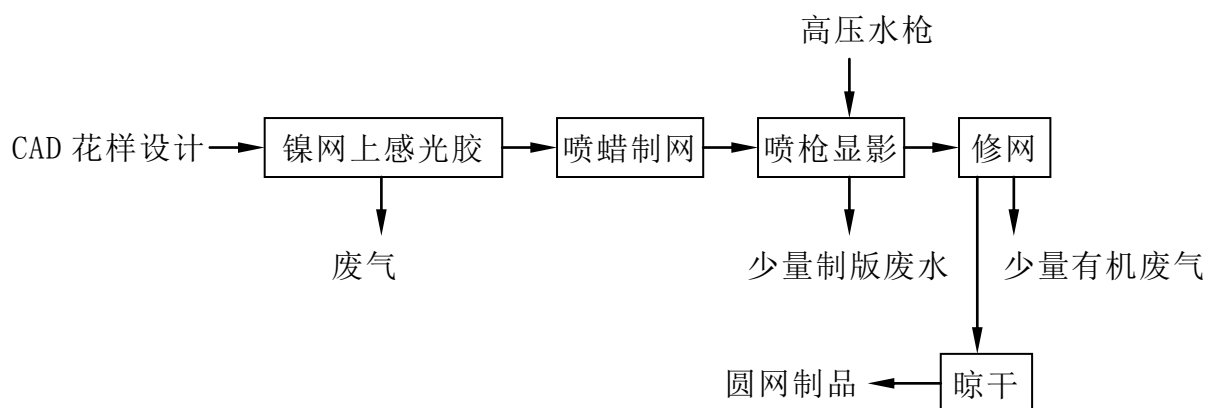 高压水枪
CAD 花样设计
镍网上感光胶
喷蜡制网
喷枪显影
修网
废气
少量制版废水
少量有机废气
圆网制品
晾干